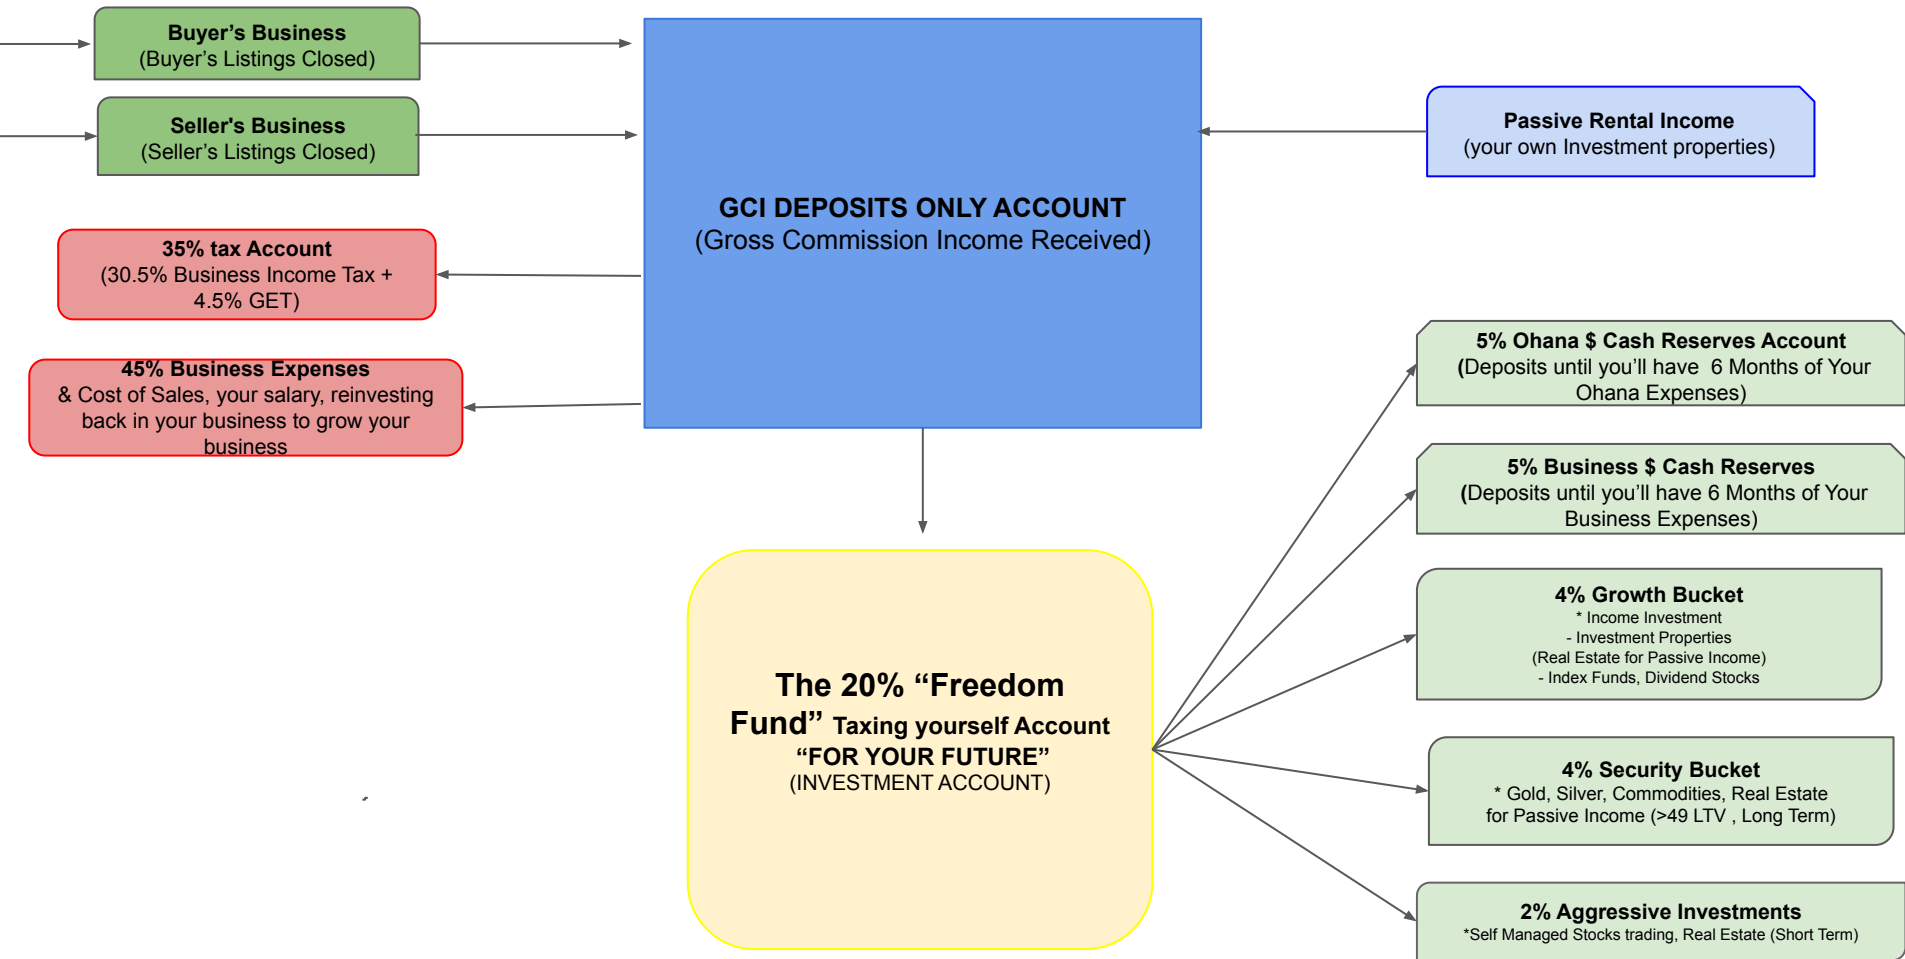 Buyer’s Business
(Buyer’s Listings Closed)
Seller's Business
(Seller’s Listings Closed)
35% tax Account
(30.5% Business Income Tax +
4.5% GET)
45% Business Expenses
& Cost of Sales, your salary, reinvesting
back in your business to grow your
business
GCI DEPOSITS ONLY ACCOUNT
(Gross Commission Income Received)
Passive Rental Income
(your own Investment properties)
The 20% “Freedom
Fund” Taxing yourself Account
“FOR YOUR FUTURE”
(INVESTMENT ACCOUNT)
5% Ohana $ Cash Reserves Account
(Deposits until you’ll have 6 Months of Your
Ohana Expenses)
5% Business $ Cash Reserves
(Deposits until you’ll have 6 Months of Your
Business Expenses)
4% Growth Bucket
* Income Investment
- Investment Properties
(Real Estate for Passive Income)
- Index Funds, Dividend Stocks
4% Security Bucket
* Gold, Silver, Commodities, Real Estate
for Passive Income (>49 LTV , Long Term)
2% Aggressive Investments
*Self Managed Stocks trading, Real Estate (Short Term)